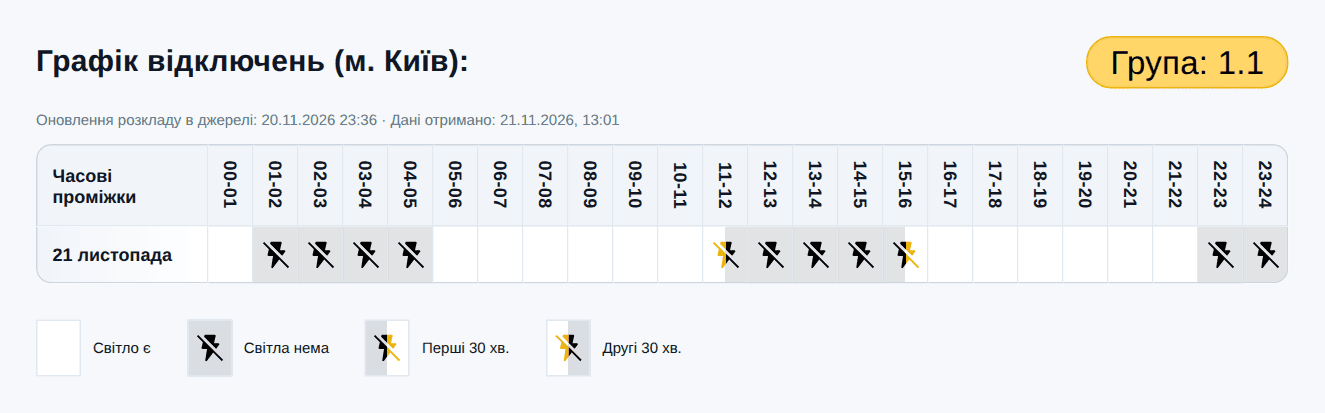 Графік відключень (м. Київ):
Група: 1.1
Оновлення розкладу в джерелі: 20.11.2026 23:36 · Дані отримано: 21.11.2026, 13:01
Часові
проміжки
00-01
01-02
02-03
03-04
04-05
05-06
06-07
07-08
08-09
09-10
10-11
11-12
12-13
13-14
14-15
15-16
16-17
17-18
18-19
19-20
20-21
21-22
22-23
23-24
21 листопада
Світло є
Світла нема
Перші 30 хв.
Другі 30 хв.